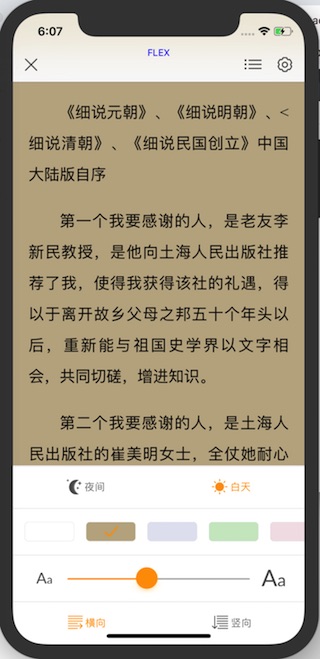 6:07
FLEX
《细说元朝》、《细说明朝》、<
细说清朝》、《细说民国创立》中国
大陆版自序
第一个我要感谢的人，是老友李
新民教授，是他向土海人民出版社推
荐了我，使得我获得该社的礼遇，得
以于离开故乡父母之邦五十个年头以
后，重新能与祖国史学界以文字相
会，共同切磋，增进知识。
第二个我要感谢的人，是土海人
民出版社的崔美明女士，全仗她耐心
夜间
白天
Aa
Aa
横向
竖向